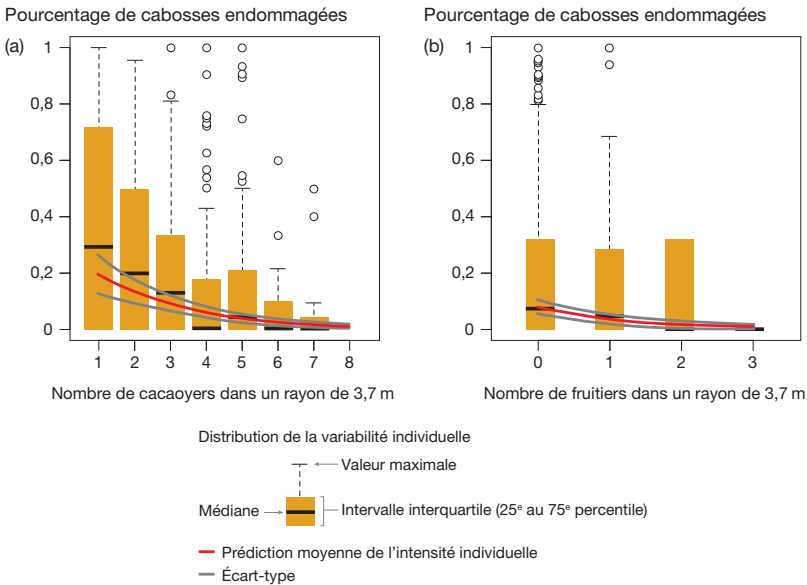 Pourcentage de cabosses endommagées
(a)
1
0,8
0,6
0,4
0,2
0
1 2 3 4 5 6 7 8
Nombre de cacaoyers dans un rayon de 3,7 m
Pourcentage de cabosses endommagées
(b)
1
0,8
0,6
0,4
0,2
0
0 1 2 3
Nombre de fruitiers dans un rayon de 3,7 m
Distribution de la variabilité individuelle
Valeur maximale
Médiane
Intervalle interquartile (25e au 75e percentile)
Prédiction moyenne de l'intensité individuelle
Écart-type